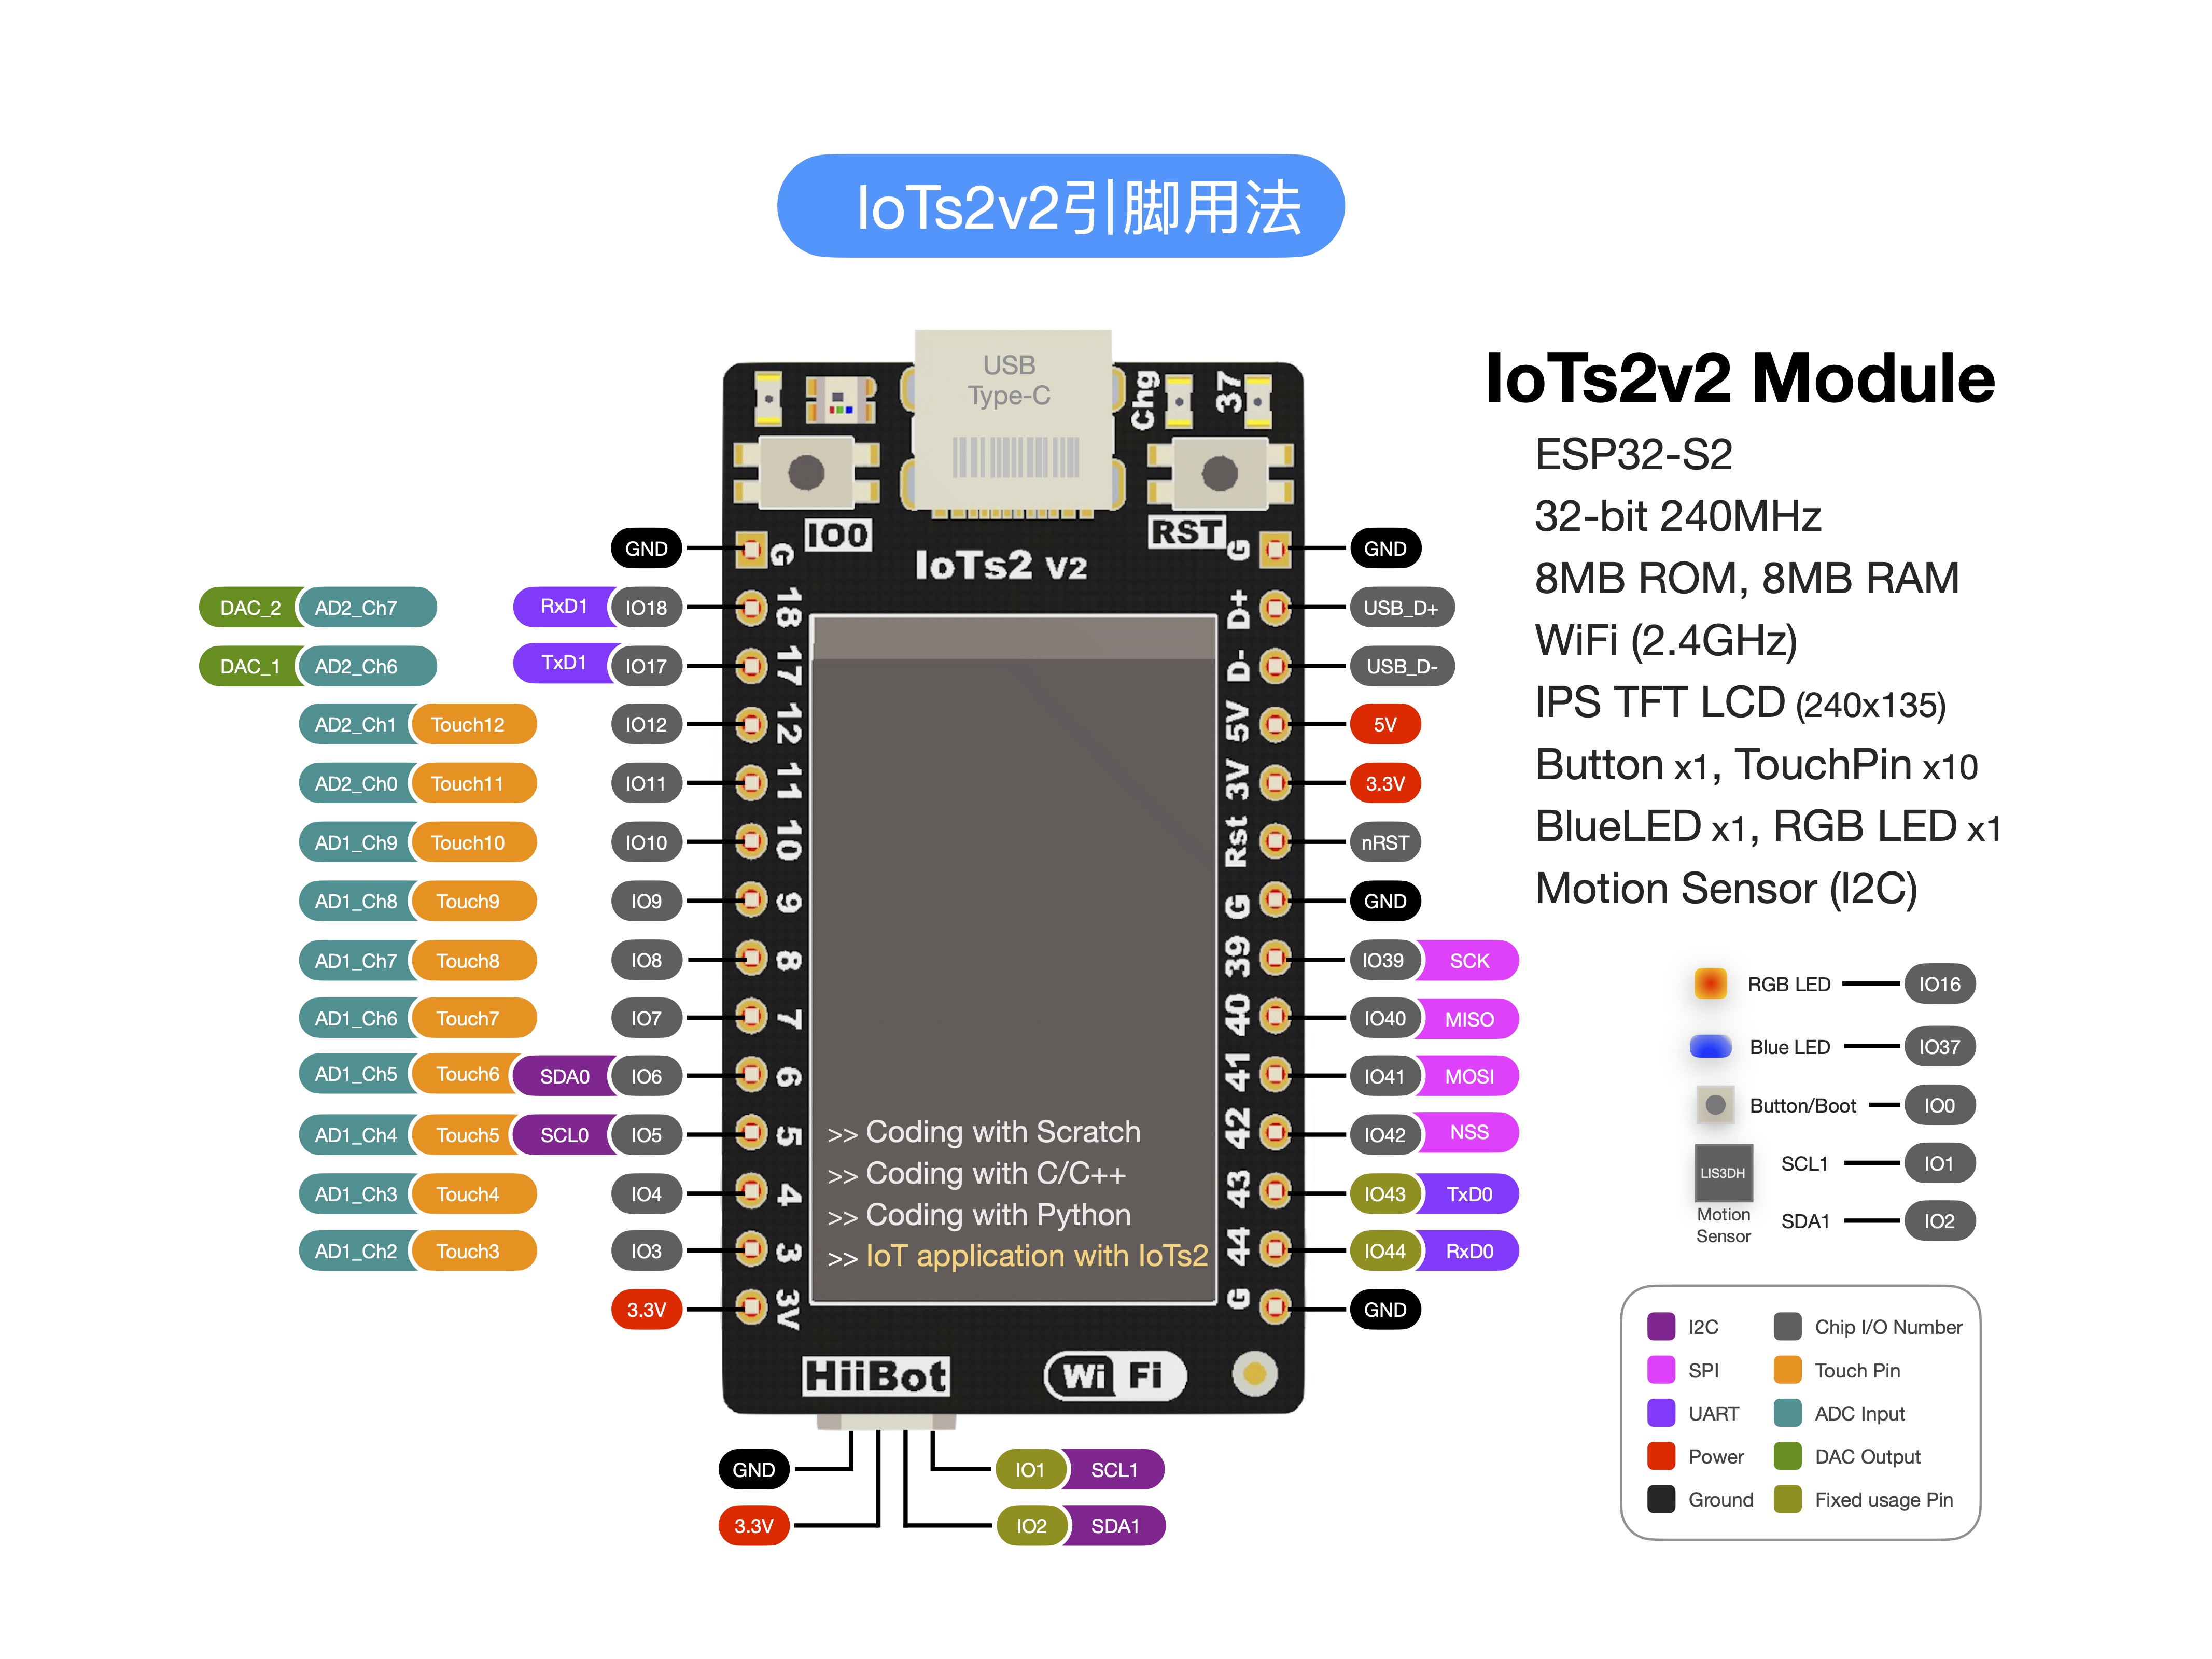 IoTs2v2引脚用法
USB
Type-C
Chg
37
IO0
RST
IoTs2 V2
GND
G
G
GND
DAC_2 AD2_Ch7 RxD1 IO18
18
D+
USB_D+
DAC_1 AD2_Ch6 TxD1 IO17
17
D-
USB_D-
AD2_Ch1 Touch12 IO12
12
5V
5V
AD2_Ch0 Touch11 IO11
11
3V
3.3V
AD1_Ch9 Touch10 IO10
10
Rst
nRST
AD1_Ch8 Touch9 IO9
9
G
GND
AD1_Ch7 Touch8 IO8
8
39
IO39 SCK
AD1_Ch6 Touch7 IO7
7
40
IO40 MISO
AD1_Ch5 Touch6 SDA0 IO6
6
41
IO41 MOSI
AD1_Ch4 Touch5 SCL0 IO5
5
42
IO42 NSS
AD1_Ch3 Touch4 IO4
4
43
IO43 TxD0
AD1_Ch2 Touch3 IO3
3
44
IO44 RxD0
3.3V
3V
G
GND
>> Coding with Scratch
>> Coding with C/C++
>> Coding with Python
>> IoT application with IoTs2
HiiBot
Wi Fi
GND
IO1 SCL1
3.3V
IO2 SDA1
IoTs2v2 Module
ESP32-S2
32-bit 240MHz
8MB ROM, 8MB RAM
WiFi (2.4GHz)
IPS TFT LCD (240x135)
Button x1, TouchPin x10
BlueLED x1, RGB LED x1
Motion Sensor (I2C)
RGB LED IO16
Blue LED IO37
Button/Boot IO0
LIS3DH
Motion
Sensor
SCL1 IO1
SDA1 IO2
I2C Chip I/O Number
SPI Touch Pin
UART ADC Input
Power DAC Output
Ground Fixed usage Pin